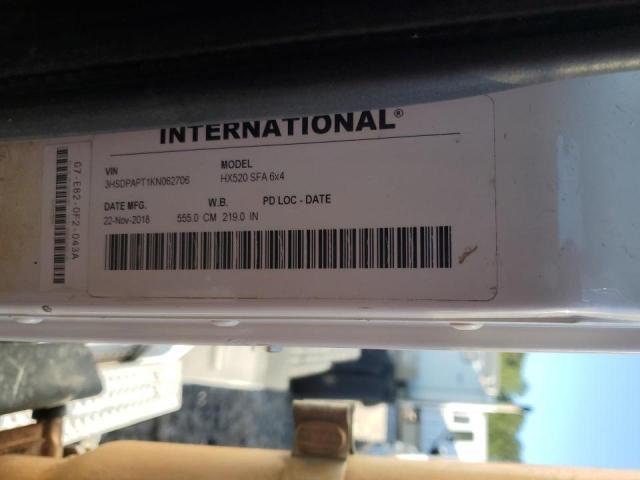 INTERNATIONAL®
VIN MODEL
3HSDPAPT1KN062706 HX520 SFA 6x4
DATE MFG. W.B. PD LOC - DATE
22-Nov-2018 555.0 CM 219.0 IN
G7-E82-0F2-043A